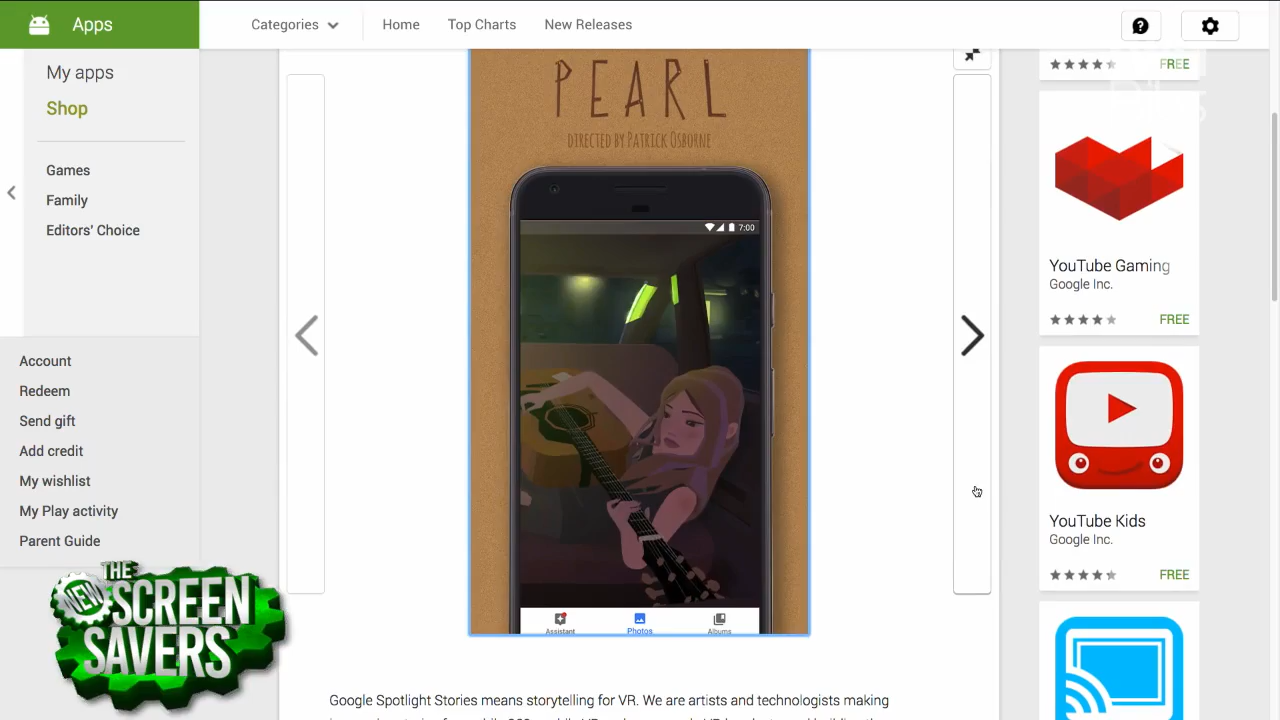 Apps
Categories
Home
Top Charts
New Releases
My apps
Shop
Games
Family
Editors' Choice
Account
Redeem
Send gift
Add credit
My wishlist
My Play activity
Parent Guide
THE
NEW
SCREEN
SAVERS
PEARL
DIRECTED BY PATRICK OSBORNE
7:00
Assistant
Photos
Albums
Google Spotlight Stories means storytelling for VR. We are artists and technologists making
FREE
YouTube Gaming
Google Inc.
FREE
YouTube Kids
Google Inc.
FREE